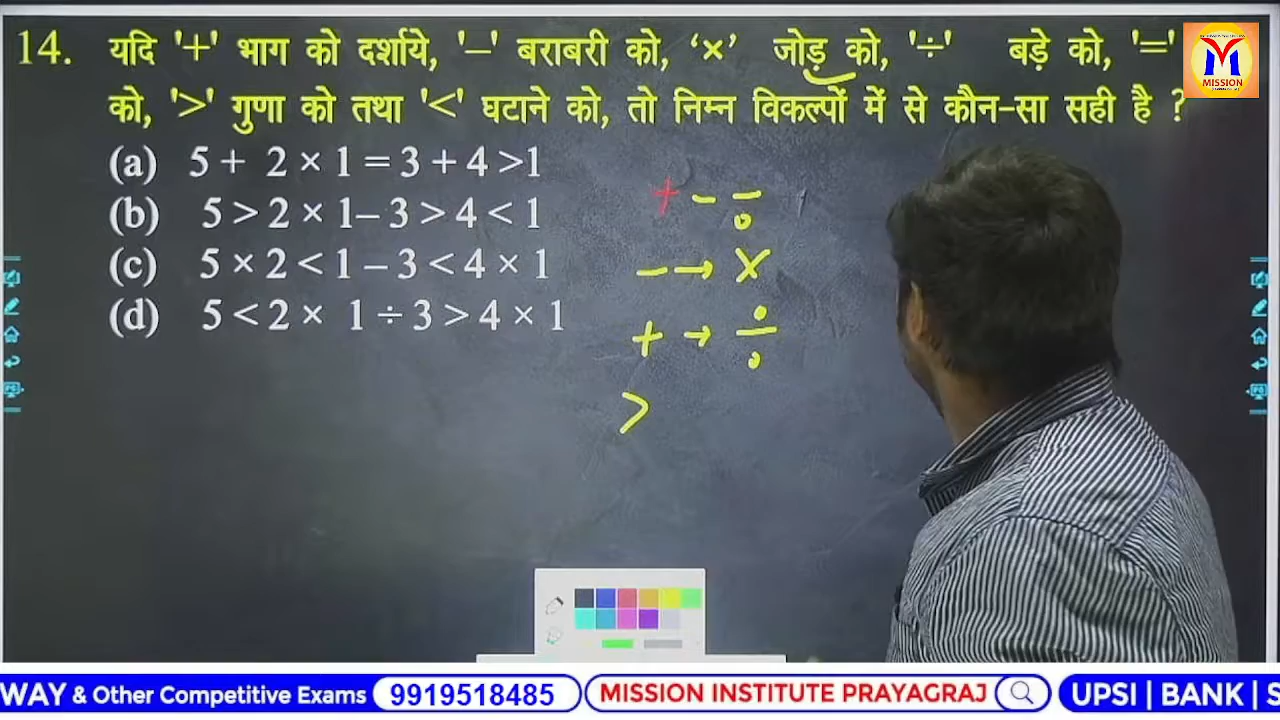 14. यदि '+' भाग को दर्शाये, '–' बराबरी को, ‘×’ जोड़ को, '÷' बड़े को, '='
को, '>' गुणा को तथा '<' घटाने को, तो निम्न विकल्पों में से कौन-सा सही है ?
(a) 5 + 2 × 1 = 3 + 4 >1
(b) 5 > 2 × 1– 3 > 4 < 1
(c) 5 × 2 < 1 – 3 < 4 × 1
(d) 5 < 2 × 1 ÷ 3 > 4 × 1
+ - ÷
— → ×
+ → ÷
>
MISSION
WAY & Other Competitive Exams 9919518485 MISSION INSTITUTE PRAYAGRAJ UPSI | BANK | S